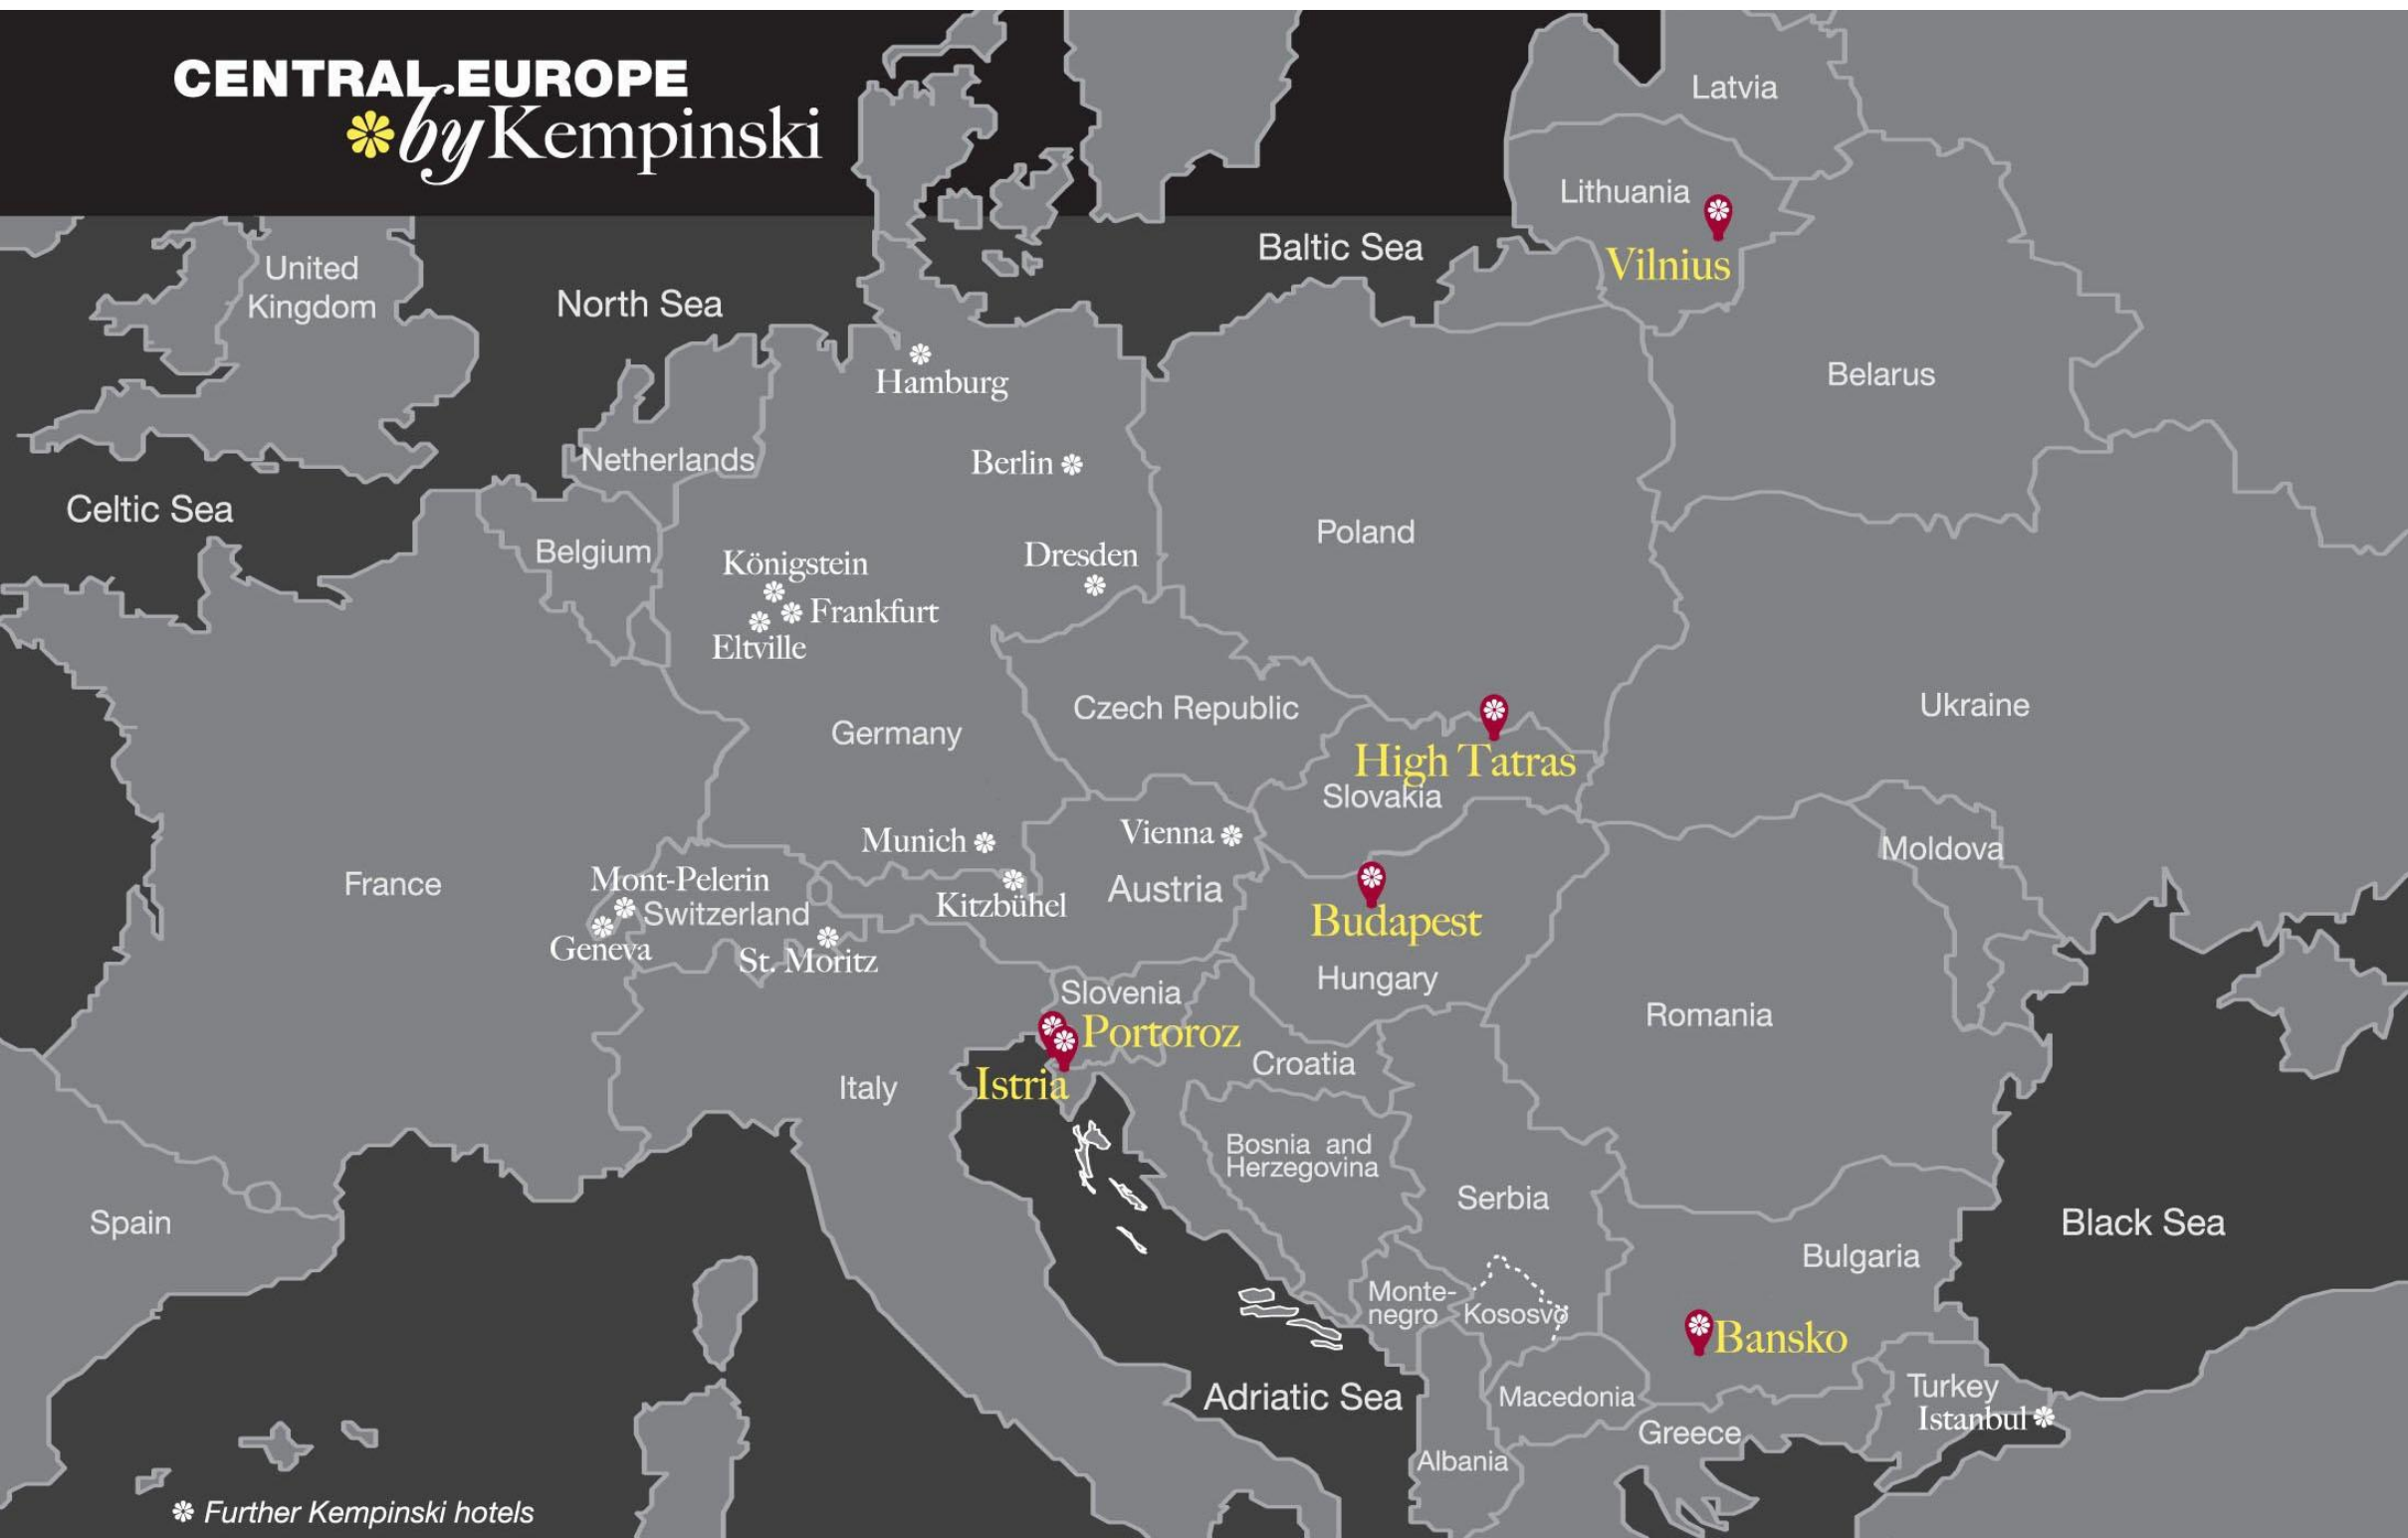 CENTRAL EUROPE
by Kempinski
Latvia
Lithuania
Vilnius
Baltic Sea
United
Kingdom
North Sea
Belarus
Hamburg
Netherlands
Berlin
Celtic Sea
Poland
Belgium
Königstein
Dresden
Frankfurt
Eltville
Czech Republic
Ukraine
Germany
High Tatras
Slovakia
Munich
Vienna
Moldova
France
Mont-Pelerin
Switzerland
Kitzbühel
Austria
Budapest
Geneva
St. Moritz
Hungary
Slovenia
Romania
Portoroz
Croatia
Istria
Italy
Bosnia and
Herzegovina
Serbia
Spain
Black Sea
Bulgaria
Monte-
negro
Kososvo
Bansko
Adriatic Sea
Macedonia
Turkey
Istanbul
Greece
Albania
Further Kempinski hotels